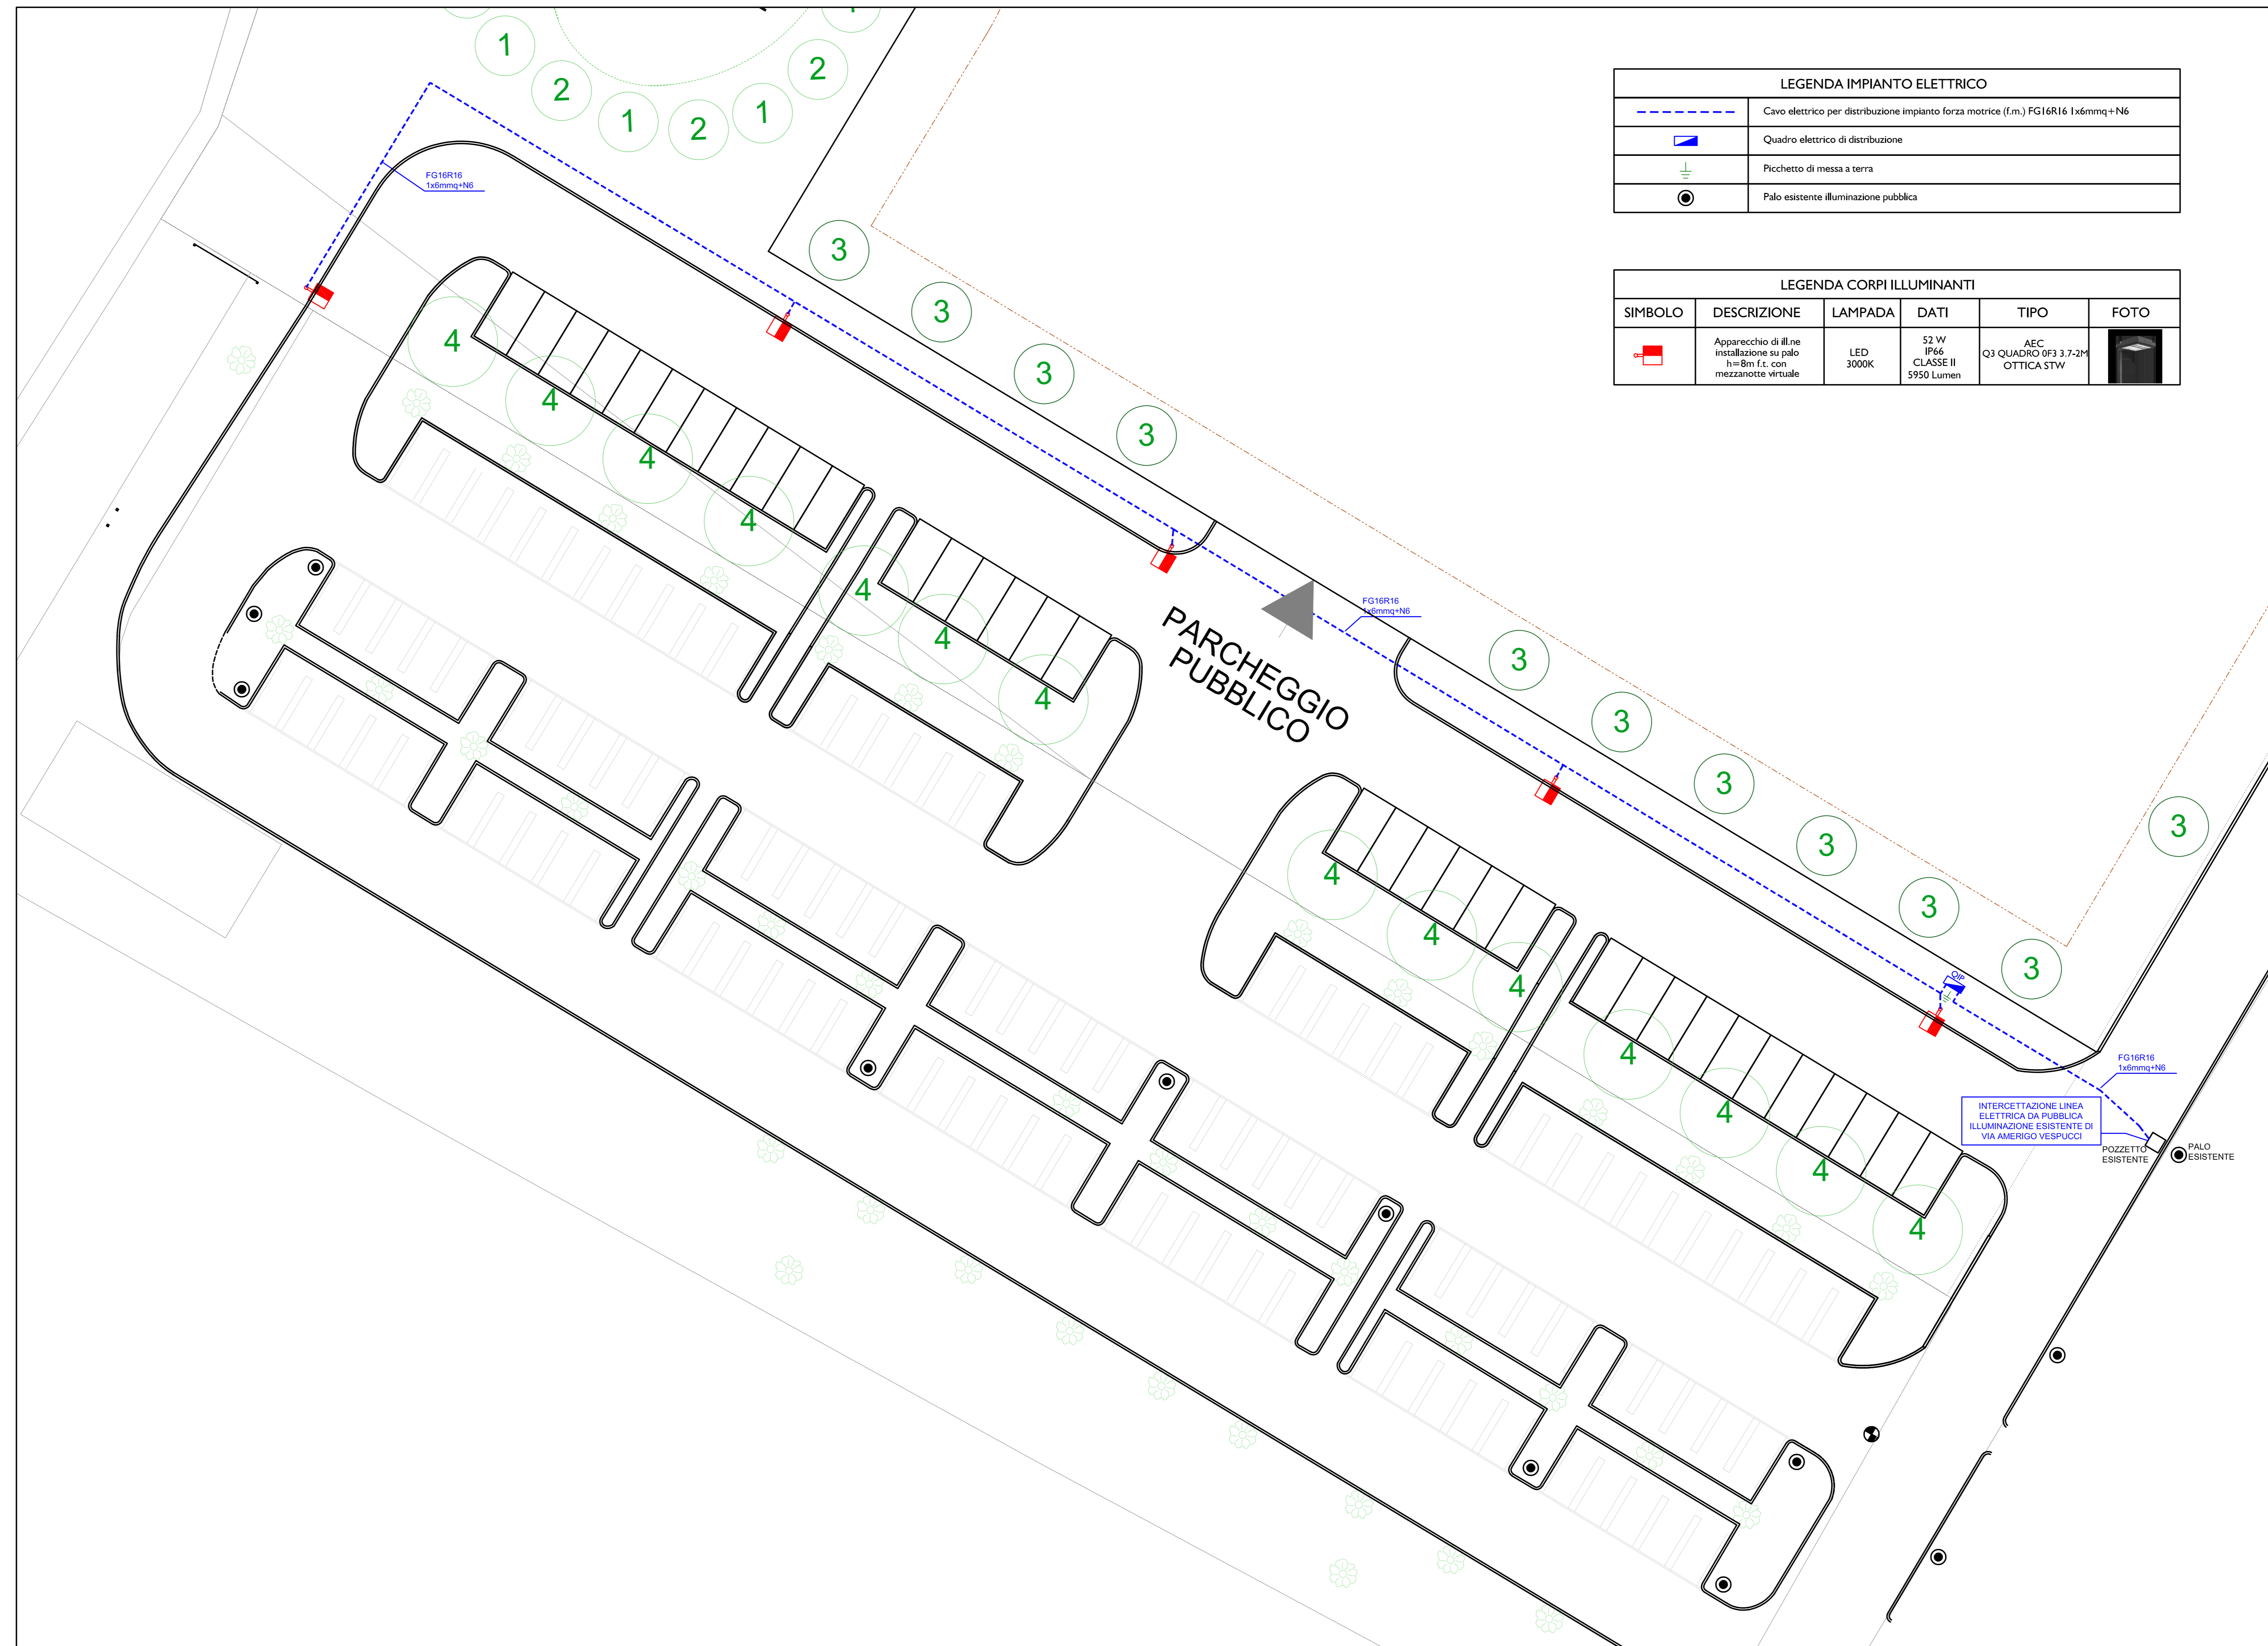 1
2
1
2
1
2
1
LEGENDA IMPIANTO ELETTRICO
Cavo elettrico per distribuzione impianto forza motrice (f.m.) FG16R16 1x6mmq+N6
Quadro elettrico di distribuzione
Picchetto di messa a terra
Palo esistente illuminazione pubblica
LEGENDA CORPI ILLUMINANTI
SIMBOLO DESCRIZIONE LAMPADA DATI TIPO FOTO
Apparecchio di ill.ne
installazione su palo
h=8m f.t. con
mezzanotte virtuale
LED
3000K
52 W
IP66
CLASSE II
5950 Lumen
AEC
Q3 QUADRO 0F3 3.7-2M
OTTICA STW
FG16R16
1x6mmq+N6
3
3
3
3
4
4
4
4
4
4
4
PARCHEGGIO
PUBBLICO
FG16R16
1x6mmq+N6
3
3
3
3
3
3
3
4
4
4
4
4
4
4
QIP
FG16R16
1x6mmq+N6
INTERCETTAZIONE LINEA
ELETTRICA DA PUBBLICA
ILLUMINAZIONE ESISTENTE DI
VIA AMERIGO VESPUCCI
POZZETTO
ESISTENTE
PALO
ESISTENTE